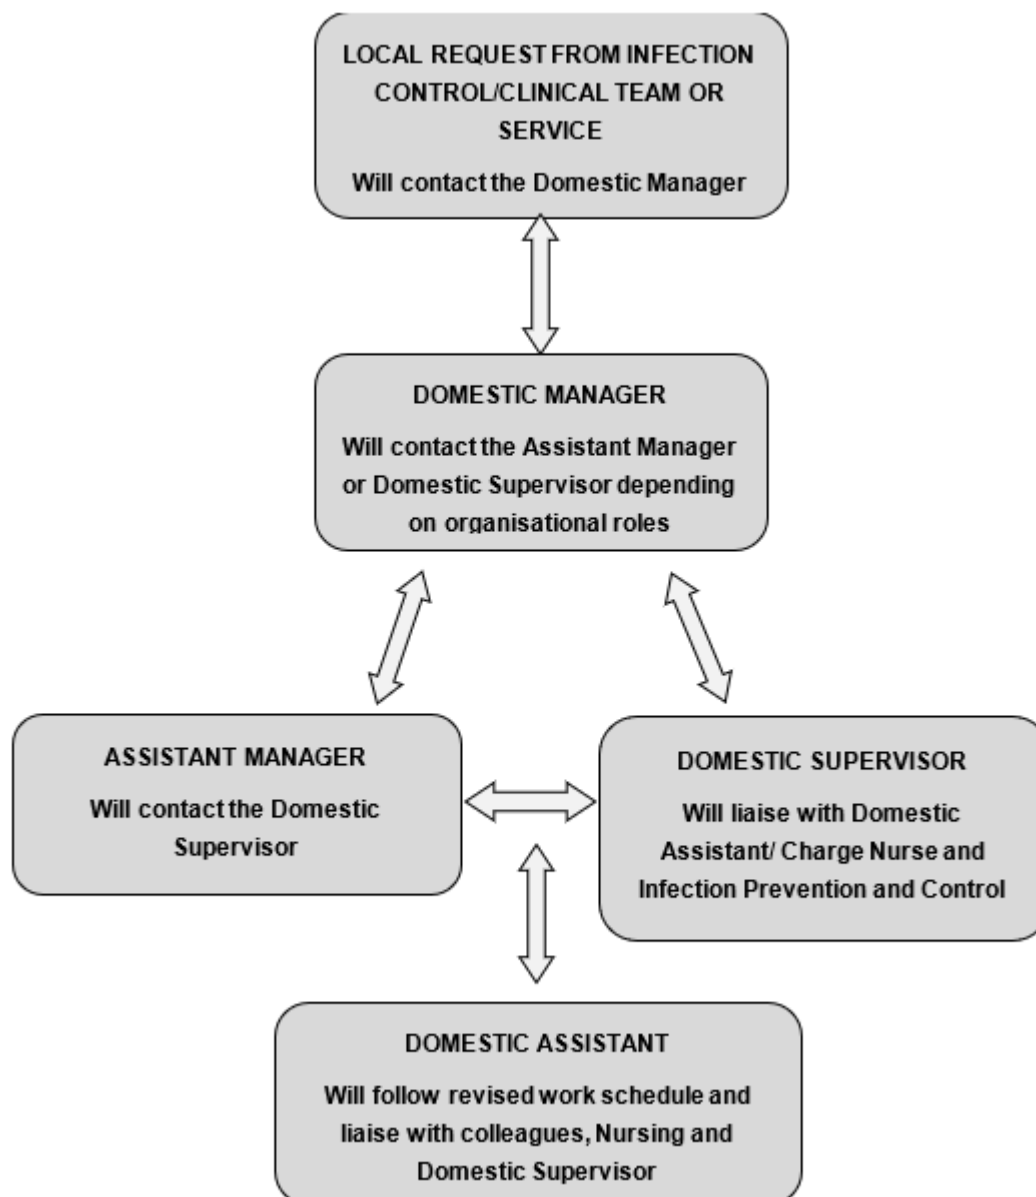 LOCAL REQUEST FROM INFECTION
CONTROL/CLINICAL TEAM OR
SERVICE
Will contact the Domestic Manager
DOMESTIC MANAGER
Will contact the Assistant Manager
or Domestic Supervisor depending
on organisational roles
ASSISTANT MANAGER
Will contact the Domestic
Supervisor
DOMESTIC SUPERVISOR
Will liaise with Domestic
Assistant/ Charge Nurse and
Infection Prevention and Control
DOMESTIC ASSISTANT
Will follow revised work schedule and
liaise with colleagues, Nursing and
Domestic Supervisor